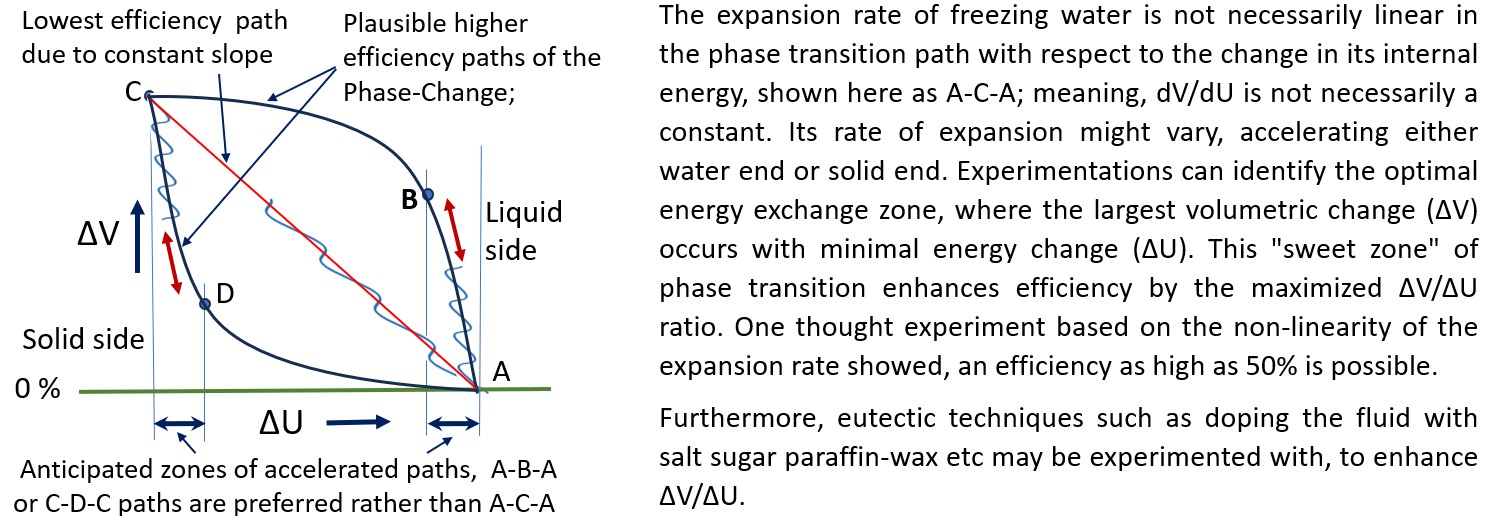 Lowest efficiency path
due to constant slope
Plausible higher
efficiency paths of the
Phase-Change;
C
B
Liquid
side
ΔV
D
Solid side
A
0 %
ΔU
Anticipated zones of accelerated paths, A-B-A
or C-D-C paths are preferred rather than A-C-A
The expansion rate of freezing water is not necessarily linear in
the phase transition path with respect to the change in its internal
energy, shown here as A-C-A; meaning, dV/dU is not necessarily a
constant. Its rate of expansion might vary, accelerating either
water end or solid end. Experimentations can identify the optimal
energy exchange zone, where the largest volumetric change (ΔV)
occurs with minimal energy change (ΔU). This "sweet zone" of
phase transition enhances efficiency by the maximized ΔV/ΔU
ratio. One thought experiment based on the non-linearity of the
expansion rate showed, an efficiency as high as 50% is possible.
Furthermore, eutectic techniques such as doping the fluid with
salt sugar paraffin-wax etc may be experimented with, to enhance
ΔV/ΔU.